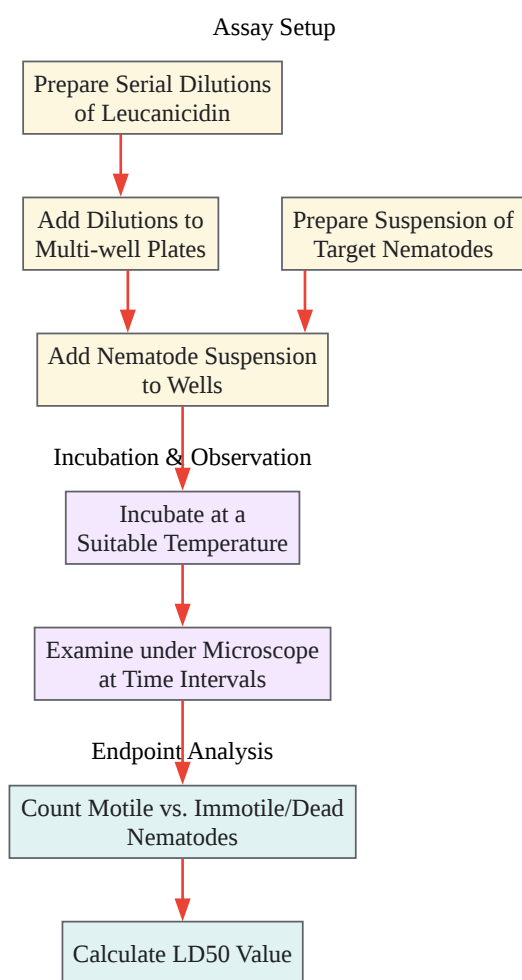 Assay Setup
Prepare Serial Dilutions
of Leucanicidin
Add Dilutions to
Multi-well Plates
Prepare Suspension of
Target Nematodes
Add Nematode Suspension
to Wells
Incubation & Observation
Incubate at a
Suitable Temperature
Examine under Microscope
at Time Intervals
Endpoint Analysis
Count Motile vs. Immotile/Dead
Nematodes
Calculate LD50 Value